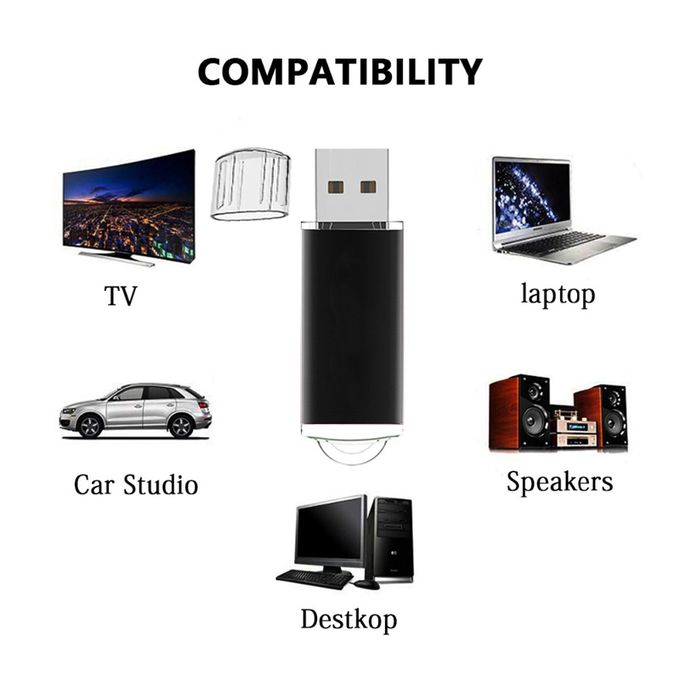 COMPATIBILITY
TV
laptop
Car Studio
Speakers
Destkop